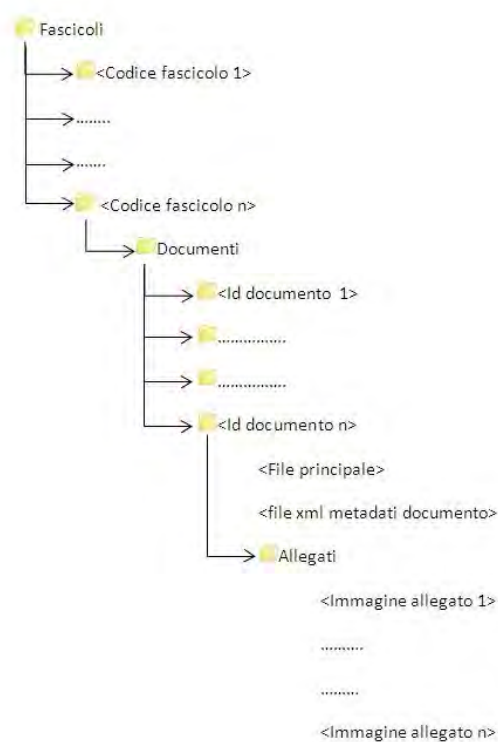 Fascicoli
<Codice fascicolo 1>
........
.......
<Codice fascicolo n>
Documenti
<Id documento 1>
................
................
<Id documento n>
<File principale>
<file xml metadati documento>
Allegati
<Immagine allegato 1>
..........
.........
<Immagine allegato n>